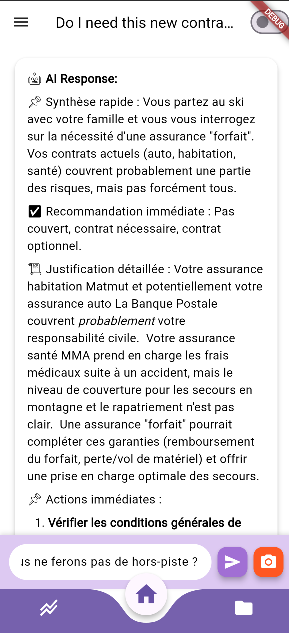 Do I need this new contra...
DEBUG
AI Response:
Synthèse rapide : Vous partez au ski
avec votre famille et vous vous interrogez
sur la nécessité d'une assurance "forfait".
Vos contrats actuels (auto, habitation,
santé) couvrent probablement une partie
des risques, mais pas forcément tous.
Recommandation immédiate : Pas
couvert, contrat nécessaire, contrat
optionnel.
Justification détaillée : Votre assurance
habitation Matmut et potentiellement votre
assurance auto La Banque Postale
couvrent probablement votre
responsabilité civile. Votre assurance
santé MMA prend en charge les frais
médicaux suite à un accident, mais le
niveau de couverture pour les secours en
montagne et le rapatriement n'est pas
clair. Une assurance "forfait" pourrait
compléter ces garanties (remboursement
du forfait, perte/vol de matériel) et offrir
une prise en charge optimale des secours.
Actions immédiates :
1. Vérifier les conditions générales de
us ne ferons pas de hors-piste ?